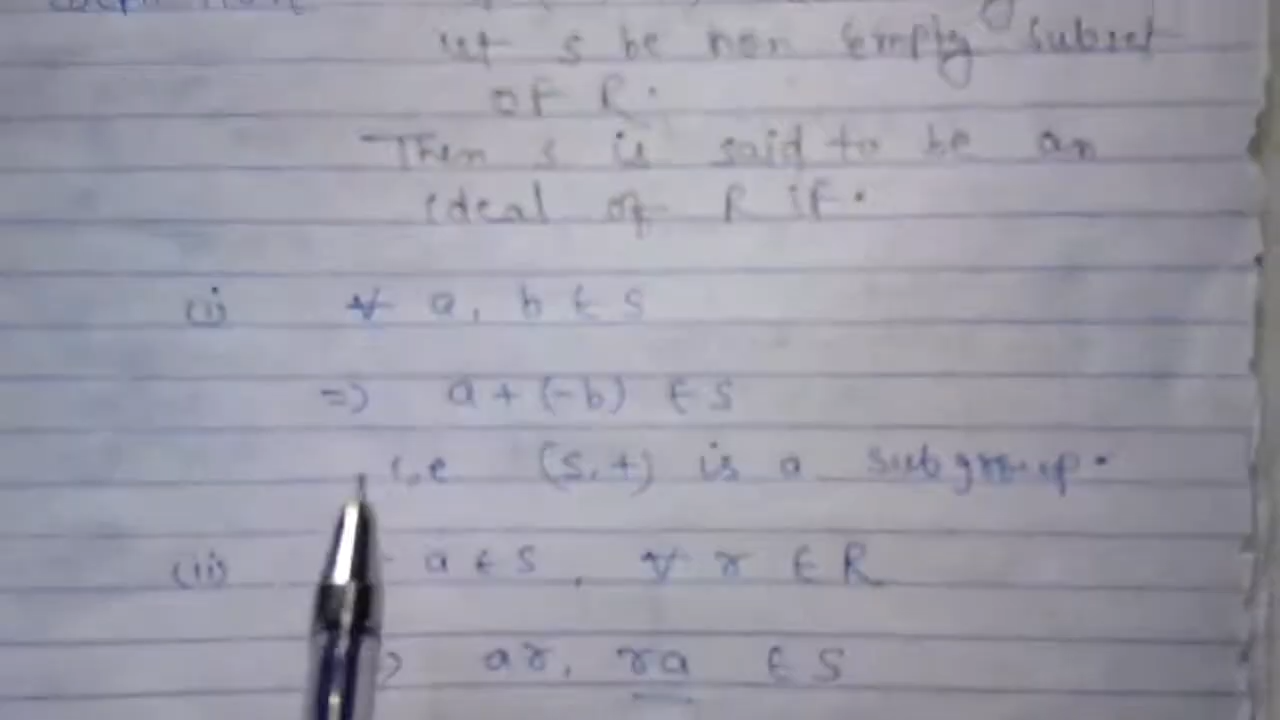 let s be non empty subset
of R.
Then s is said to be an
ideal of R if.
(i) ∀ a, b ∈ S
=> a + (-b) ∈ S
i.e (S, +) is a subgroup.
(ii) a ∈ S, ∀ r ∈ R
ar, ra ∈ S